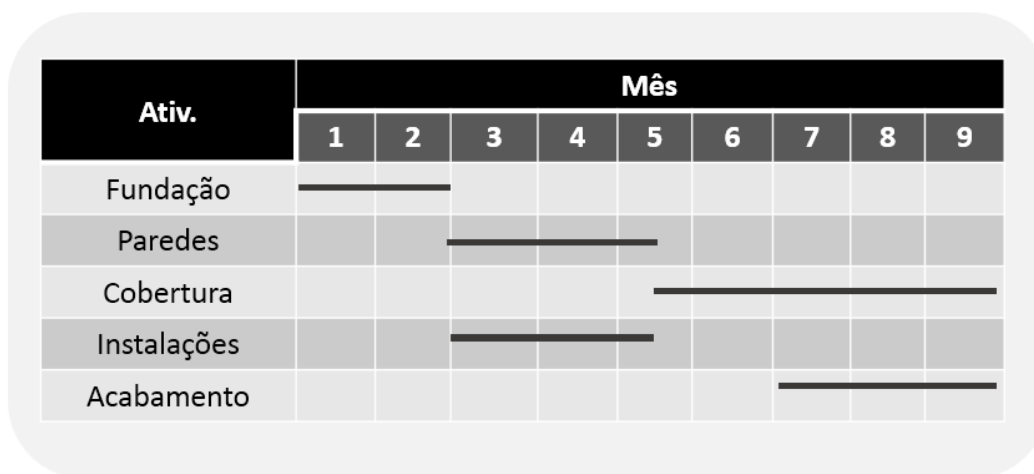 Ativ.
Mês
1 2 3 4 5 6 7 8 9
Fundação
Paredes
Cobertura
Instalações
Acabamento